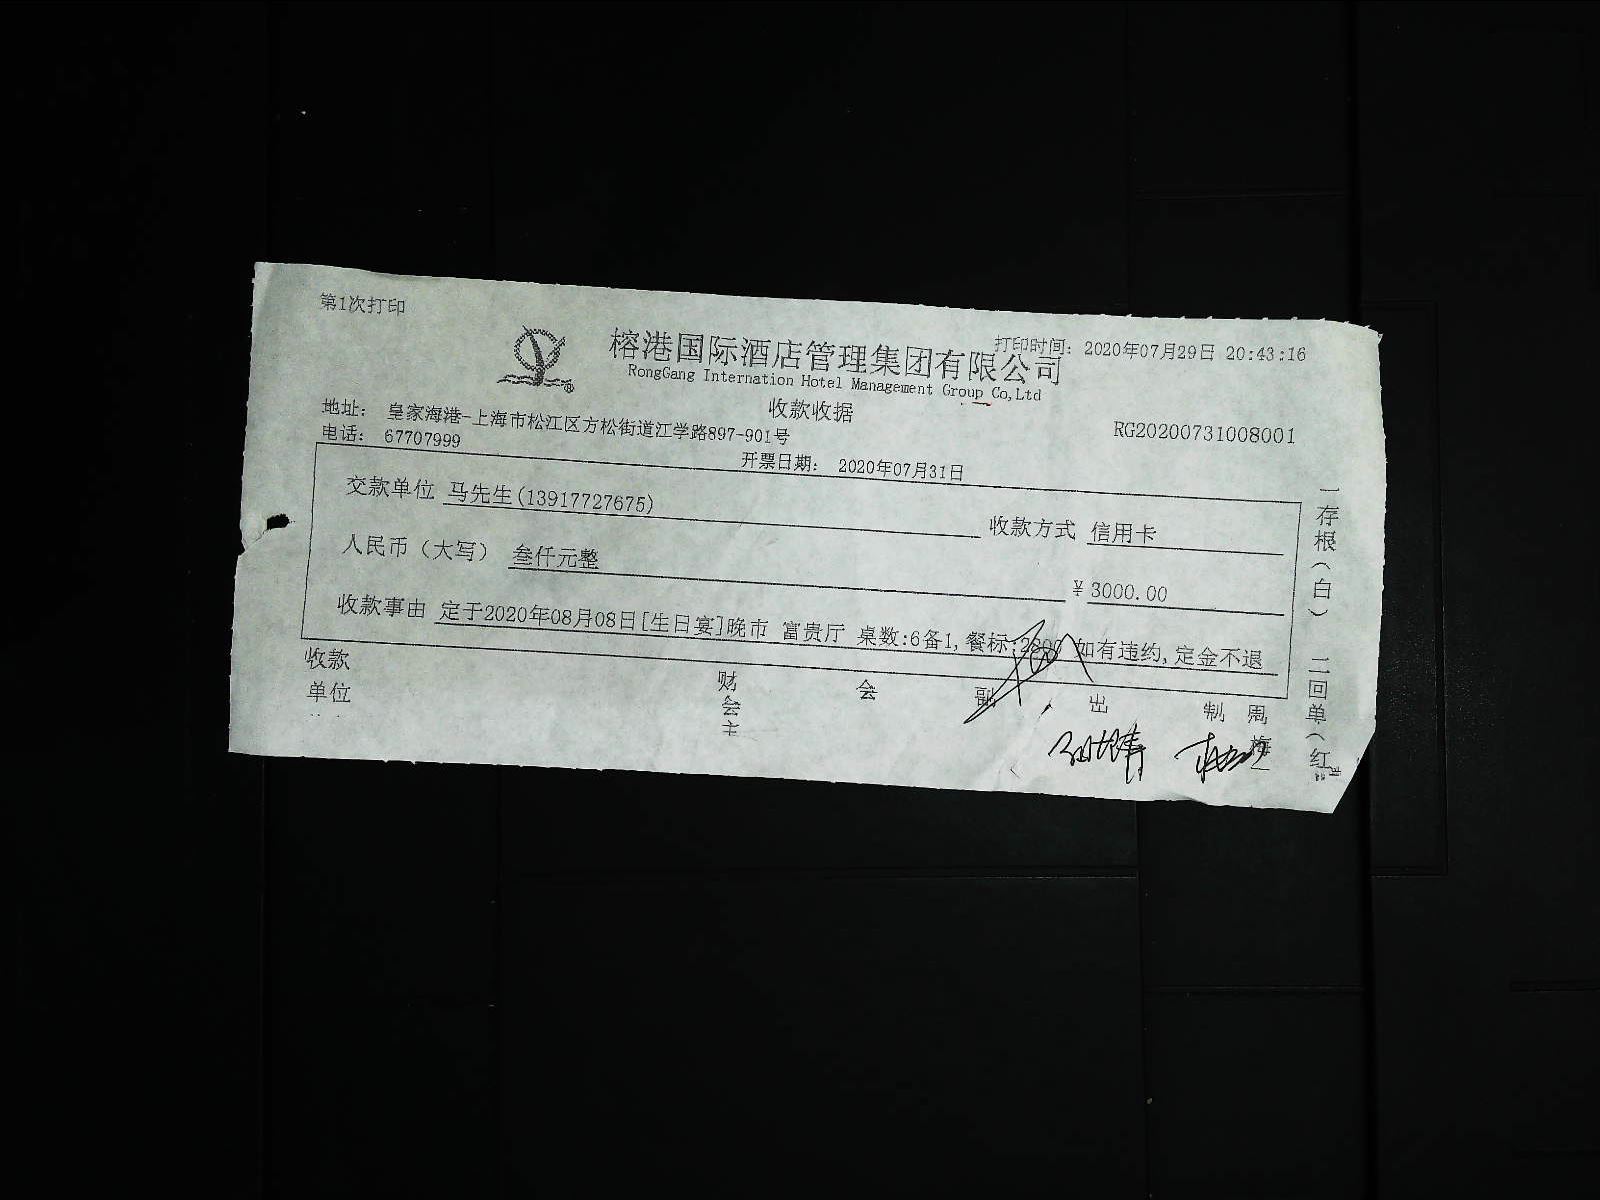 第1次打印
打印时间: 2020年07月29日 20:43:16
榕港国际酒店管理集团有限公司
RongGang Internation Hotel Management Group Co,Ltd
收款收据
地址: 皇家海港-上海市松江区方松街道江学路897-901号
RG20200731008001
电话: 67707999
开票日期: 2020年07月31日
交款单位 马先生(13917727675)
收款方式 信用卡
人民币（大写） 叁仟元整
¥ 3000.00
收款事由 定于2020年08月08日[生日宴]晚市 富贵厅 桌数:6备1,餐标:2800 如有违约,定金不退
收款
单位
财会主
会
副
出
制
周梅
一存根（白）
二回单（红